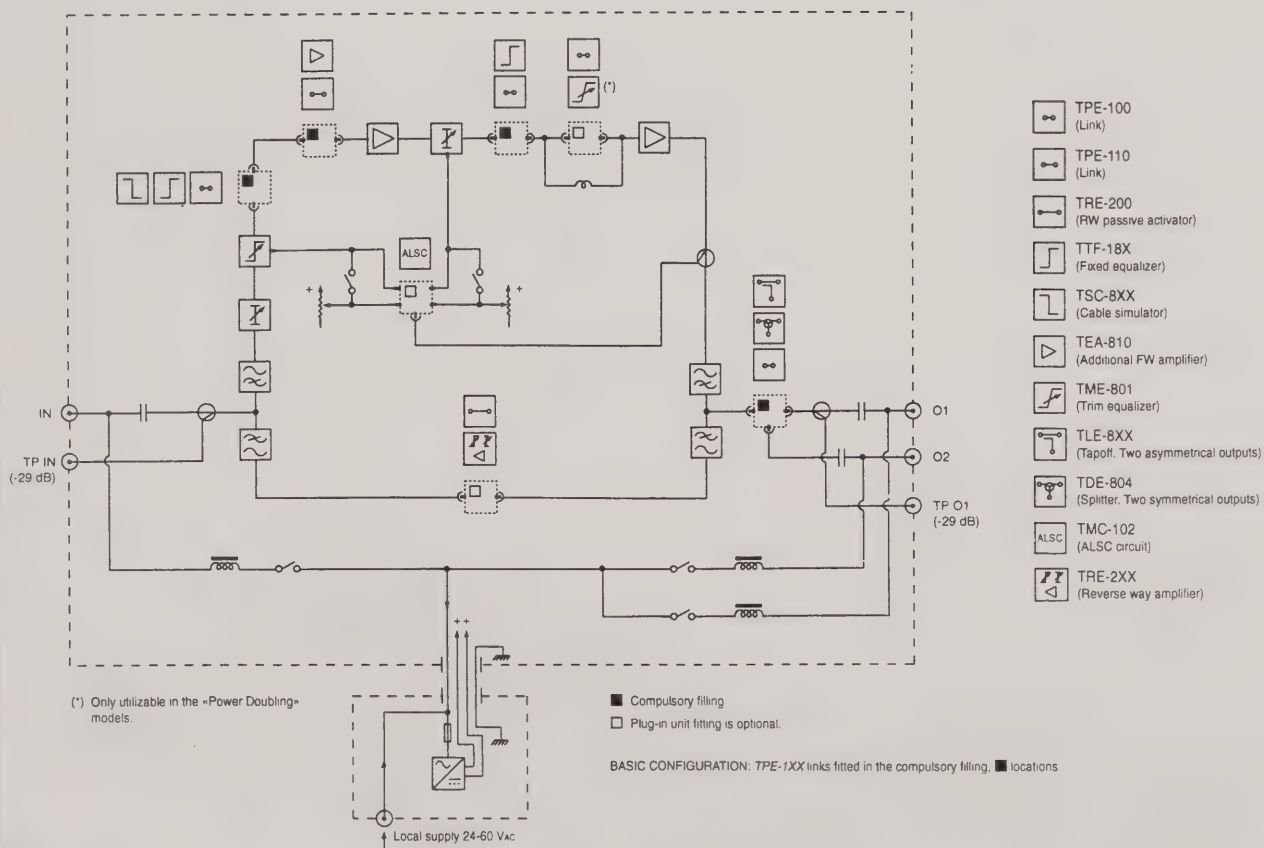 (*)
ALSC
+
+
IN
TP IN
(-29 dB)
O1
O2
TP O1
(-29 dB)
++
(*) Only utilizable in the «Power Doubling»
models.
■ Compulsory filling
□ Plug-in unit fitting is optional.
BASIC CONFIGURATION: TPE-1XX links fitted in the compulsory filling, ■ locations
Local supply 24-60 VAC
TPE-100
(Link)
TPE-110
(Link)
TRE-200
(RW passive activator)
TTF-18X
(Fixed equalizer)
TSC-8XX
(Cable simulator)
TEA-810
(Additional FW amplifier)
TME-801
(Trim equalizer)
TLE-8XX
(Tapoff. Two asymmetrical outputs)
TDE-804
(Splitter. Two symmetrical outputs)
ALSC
TMC-102
(ALSC circuit)
TRE-2XX
(Reverse way amplifier)